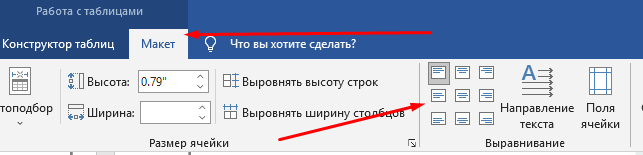 Работа с таблицами
Конструктор таблиц Макет Что вы хотите сделать?
Высота: 0.79" Выровнять высоту строк
топодбор Ширина: Выровнять ширину столбцов Направление текста Поля ячейки
Размер ячейки Выравнивание